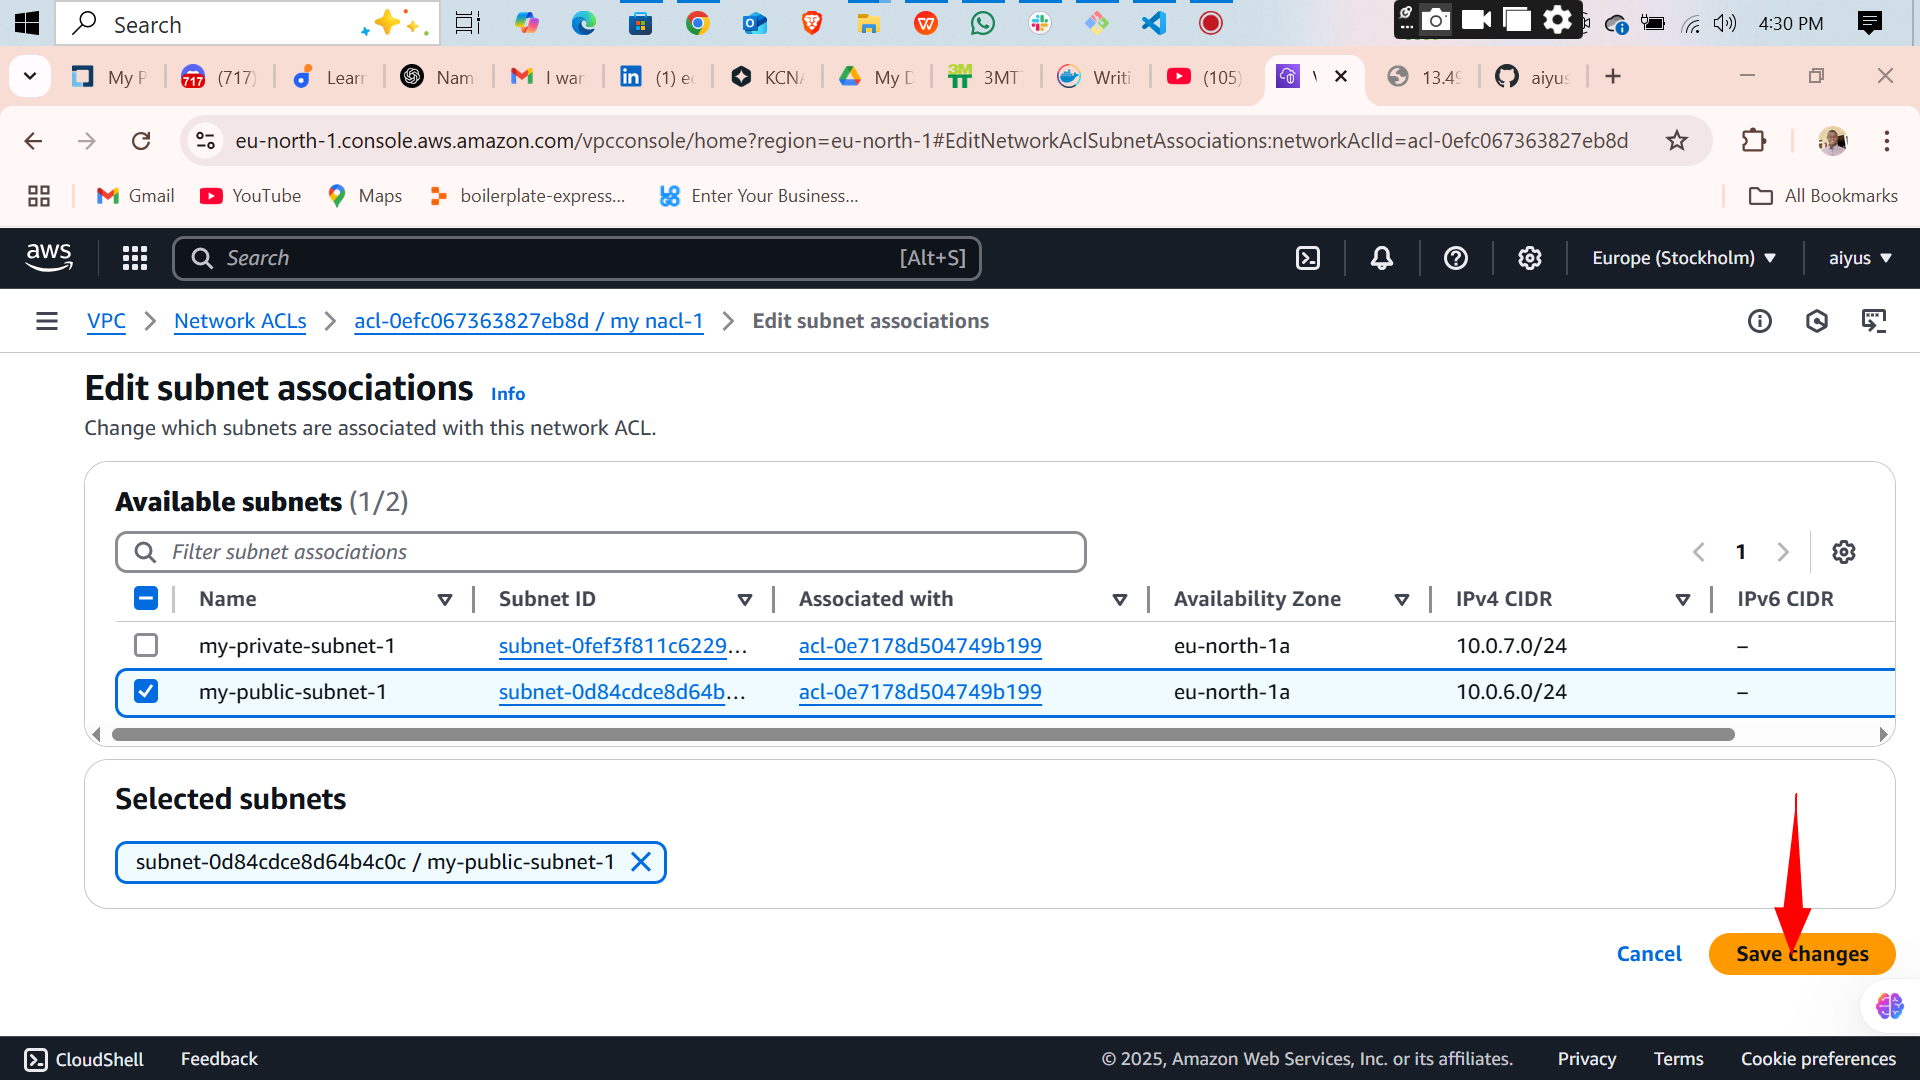 Search
4:30 PM
My P
717
(717)
Learn
Nam
I war
(1) ec
KCNA
My D
3MTT
Writi
(105)
13.49
aiyus
eu-north-1.console.aws.amazon.com/vpcconsole/home?region=eu-north-1#EditNetworkAclSubnetAssociations:networkAclId=acl-0efc067363827eb8d
Gmail
YouTube
Maps
boilerplate-express...
Enter Your Business...
All Bookmarks
aws
Search
[Alt+S]
Europe (Stockholm)
aiyus
VPC
Network ACLs
acl-0efc067363827eb8d / my nacl-1
Edit subnet associations
Edit subnet associations Info
Change which subnets are associated with this network ACL.
Available subnets (1/2)
Filter subnet associations
1
Name Subnet ID Associated with Availability Zone IPv4 CIDR IPv6 CIDR
my-private-subnet-1 subnet-0fef3f811c6229... acl-0e7178d504749b199 eu-north-1a 10.0.7.0/24 –
my-public-subnet-1 subnet-0d84cdce8d64b... acl-0e7178d504749b199 eu-north-1a 10.0.6.0/24 –
Selected subnets
subnet-0d84cdce8d64b4c0c / my-public-subnet-1
Cancel
Save changes
CloudShell
Feedback
© 2025, Amazon Web Services, Inc. or its affiliates.
Privacy
Terms
Cookie preferences